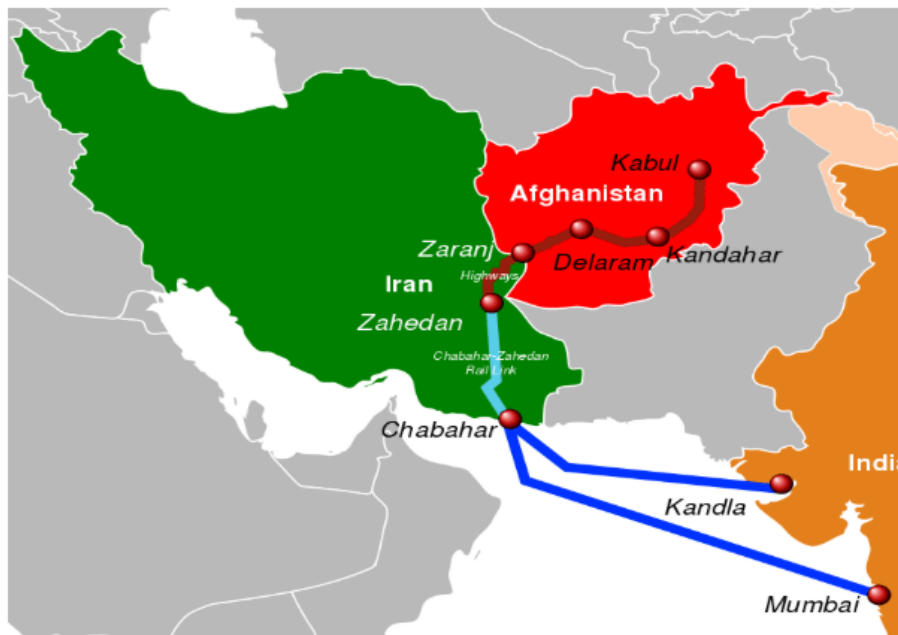 Kabul
Afghanistan
Zaranj
Delaram
Kandahar
Highways
Iran
Zahedan
Chabahar-Zahedan
Rail Link
Chabahar
India
Kandla
Mumbai